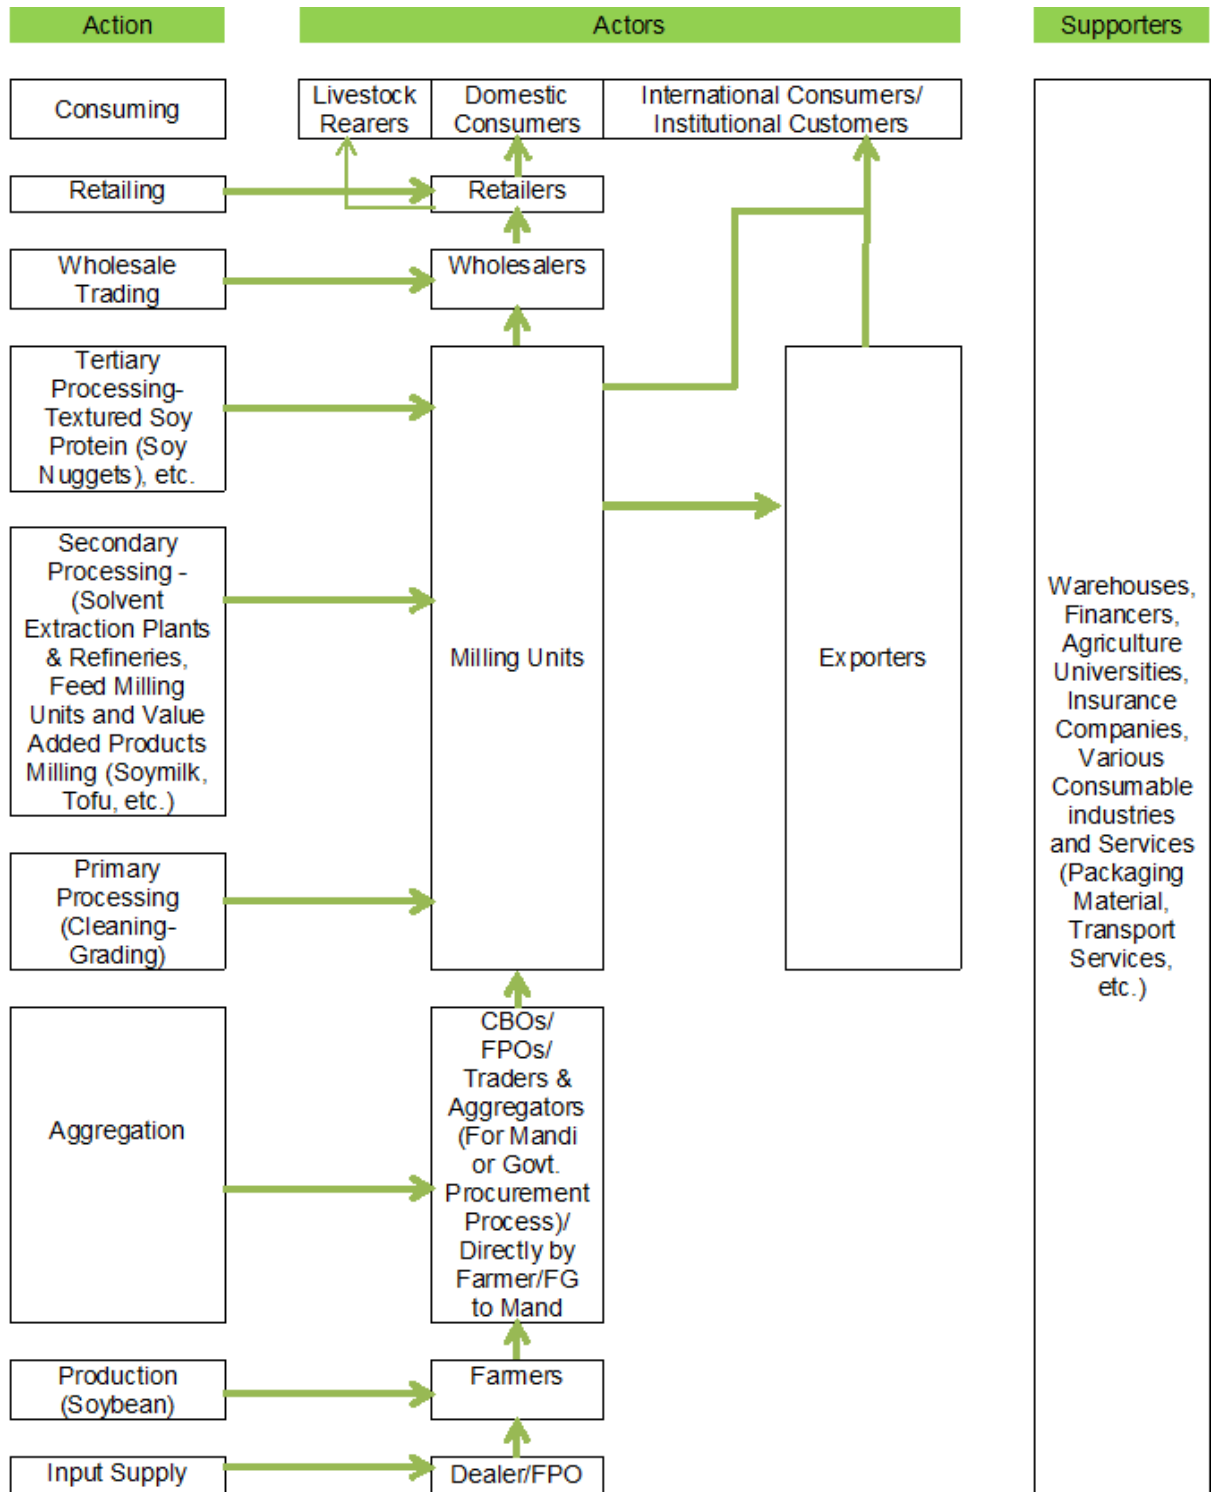 Action
Actors
Supporters
Consuming
Livestock
Rearers
Domestic
Consumers
International Consumers/
Institutional Customers
Retailing
Retailers
Wholesale
Trading
Wholesalers
Tertiary
Processing-
Textured Soy
Protein (Soy
Nuggets), etc.
Secondary
Processing -
(Solvent
Extraction Plants
& Refineries,
Feed Milling
Units and Value
Added Products
Milling (Soymilk,
Tofu, etc.)
Milling Units
Exporters
Primary
Processing
(Cleaning-
Grading)
Aggregation
CBOs/
FPOs/
Traders &
Aggregators
(For Mandi
or Govt.
Procurement
Process)/
Directly by
Farmer/FG
to Mand
Production
(Soybean)
Farmers
Input Supply
Dealer/FPO
Warehouses,
Financers,
Agriculture
Universities,
Insurance
Companies,
Various
Consumable
industries
and Services
(Packaging
Material,
Transport
Services,
etc.)